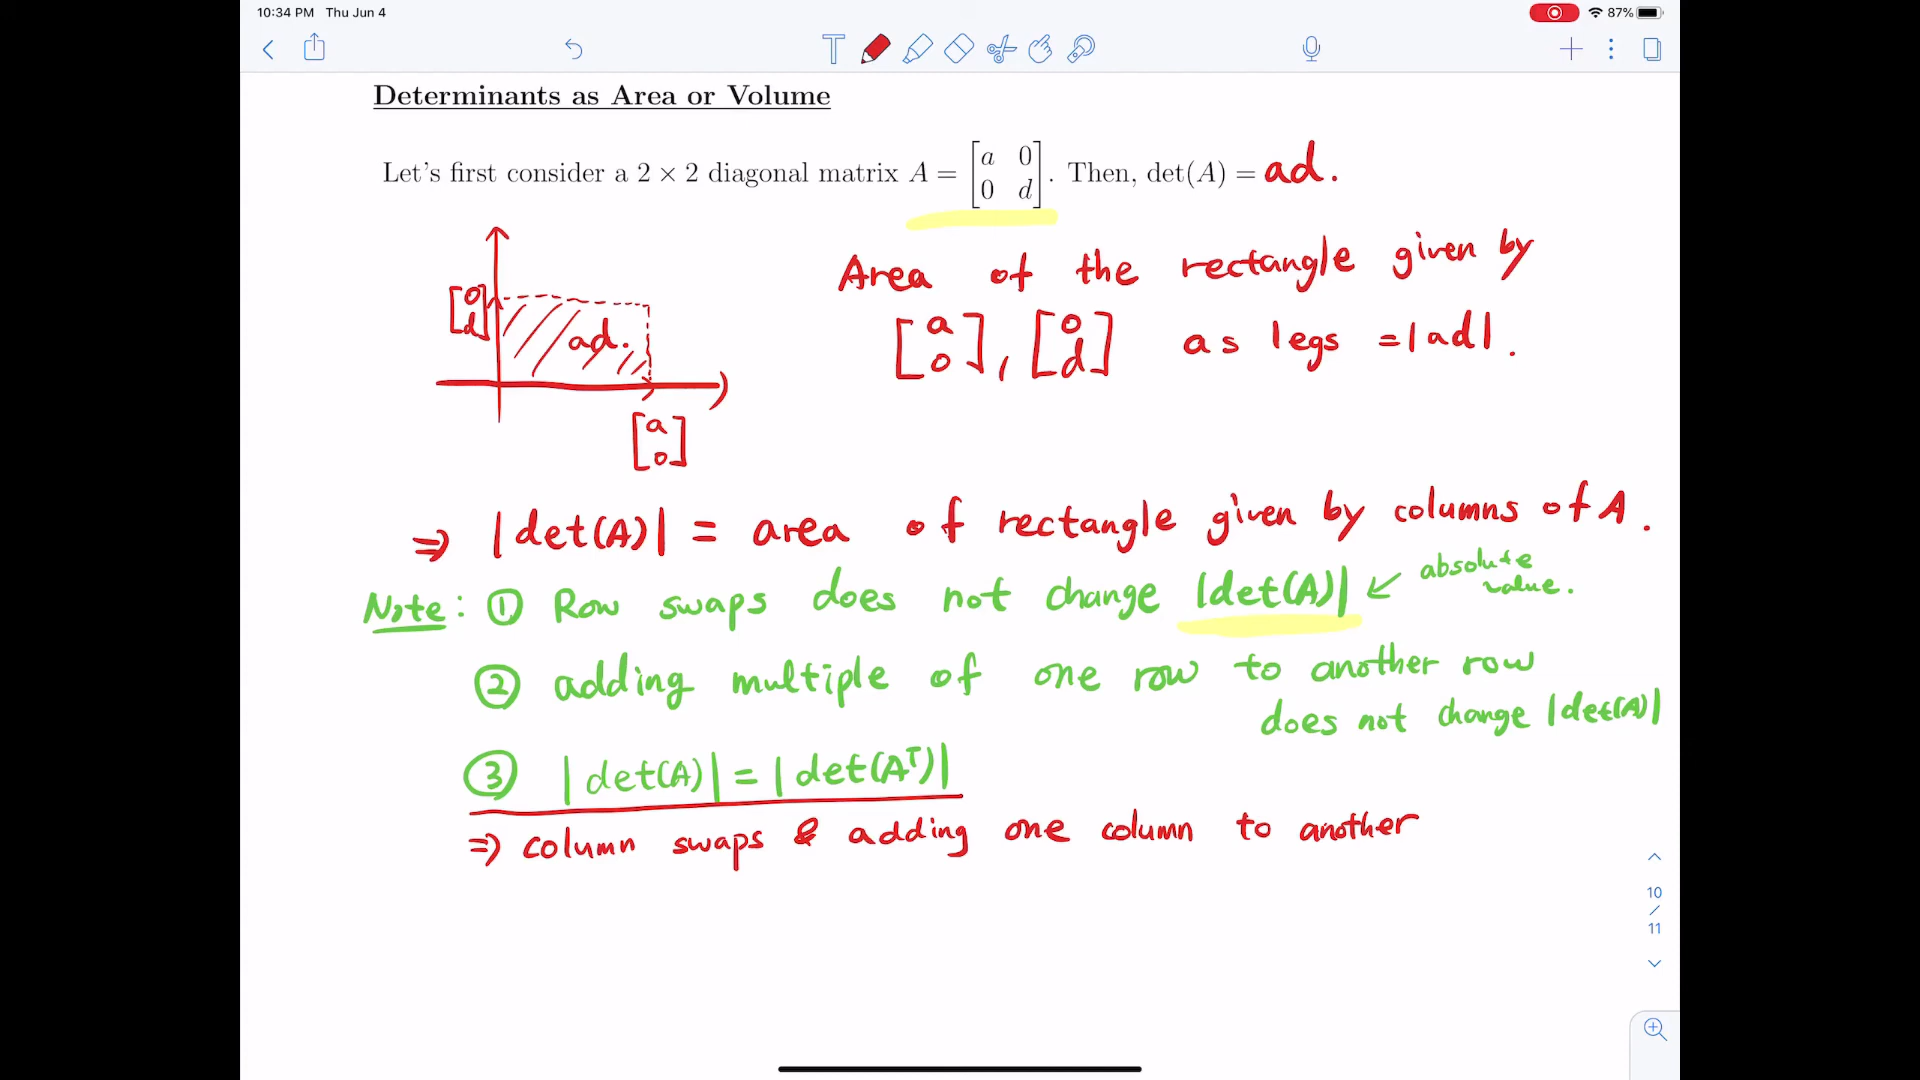 10:34 PM Thu Jun 4
87%
Determinants as Area or Volume
Let's first consider a 2 × 2 diagonal matrix A = [a 0; 0 d]. Then, det(A) = ad.
Area of the rectangle given by
[a 0], [0 d] as legs = |ad|.
[0 d]
ad.
[a 0]
⇒ |det(A)| = area of rectangle given by columns of A.
Note: ① Row swaps does not change |det(A)| ↙ absolute value.
② adding multiple of one row to another row
does not change |det(A)|
③ |det(A)| = |det(Aᵀ)|
⇒ column swaps & adding one column to another
10
/
11